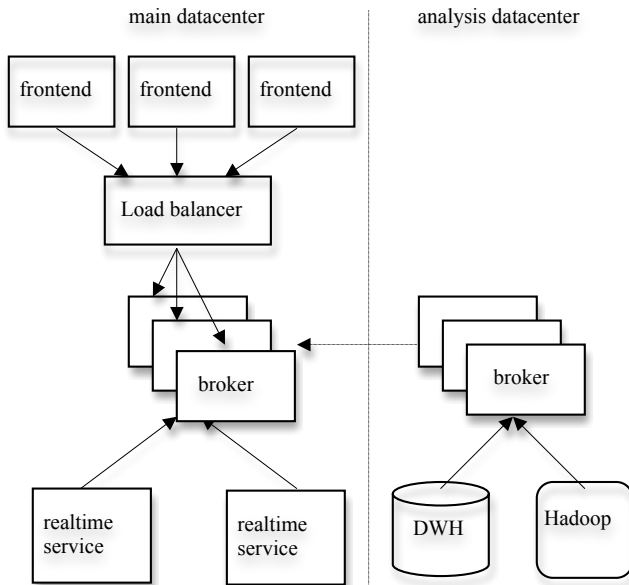 main datacenter
analysis datacenter
frontend
frontend
frontend
Load balancer
broker
broker
realtime
service
realtime
service
DWH
Hadoop